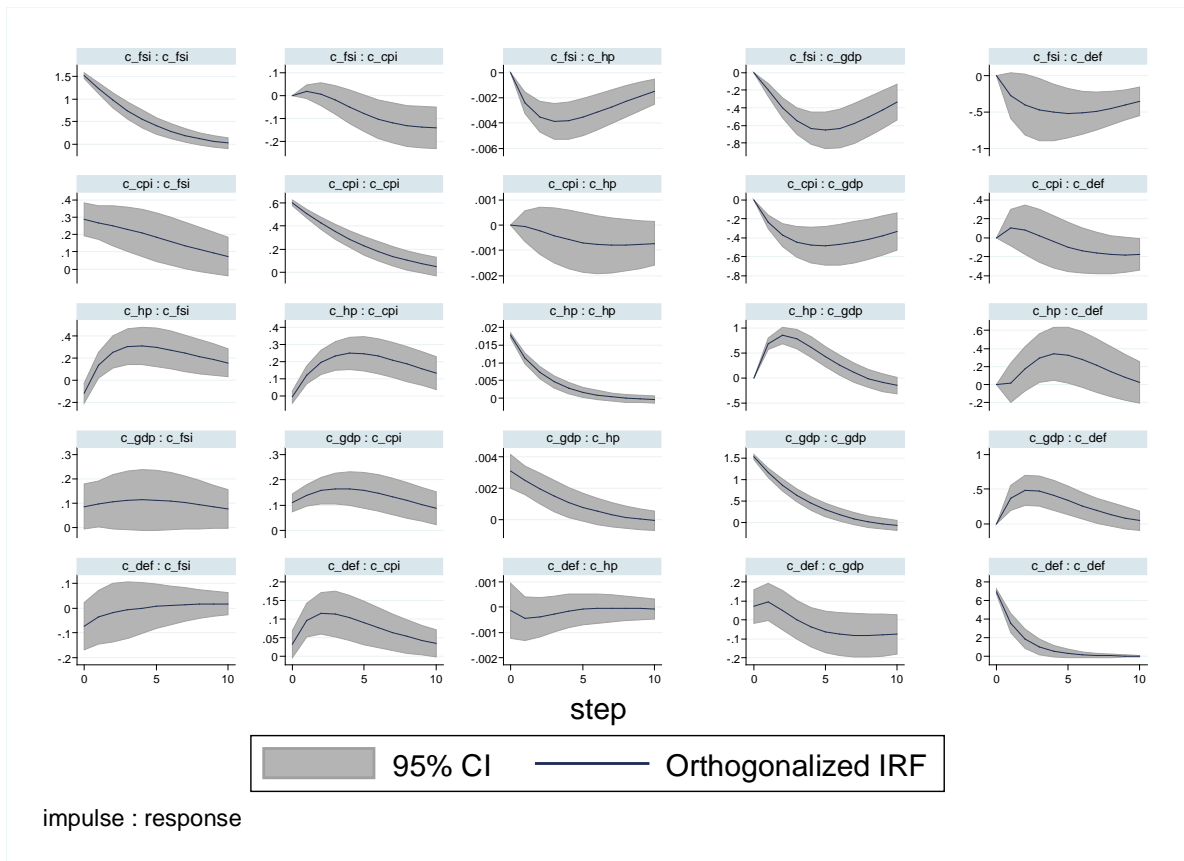 c_fsi : c_fsi c_fsi : c_cpi c_fsi : c_hp c_fsi : c_gdp c_fsi : c_def
1.5 1 .5 0 .1 0 -.1 -.2 0 -.002 -.004 -.006 0 -.2 -.4 -.6 -.8 0 -.5 -1
c_cpi : c_fsi c_cpi : c_cpi c_cpi : c_hp c_cpi : c_gdp c_cpi : c_def
.4 .3 .2 .1 0 .6 .4 .2 0 .001 0 -.001 -.002 0 -.2 -.4 -.6 -.8 .4 .2 0 -.2 -.4
c_hp : c_fsi c_hp : c_cpi c_hp : c_hp c_hp : c_gdp c_hp : c_def
.4 .2 0 -.2 .4 .3 .2 .1 0 .02 .015 .01 .005 0 1 .5 0 -.5 .6 .4 .2 0 -.2
c_gdp : c_fsi c_gdp : c_cpi c_gdp : c_hp c_gdp : c_gdp c_gdp : c_def
.3 .2 .1 0 .3 .2 .1 0 .004 .002 0 1.5 1 .5 0 1 .5 0
c_def : c_fsi c_def : c_cpi c_def : c_hp c_def : c_gdp c_def : c_def
.1 0 -.1 -.2 .2 .15 .1 .05 0 .001 0 -.001 -.002 .2 .1 0 -.1 -.2 8 6 4 2 0
0 5 10 0 5 10 0 5 10 0 5 10 0 5 10
step
95% CI Orthogonalized IRF
impulse : response